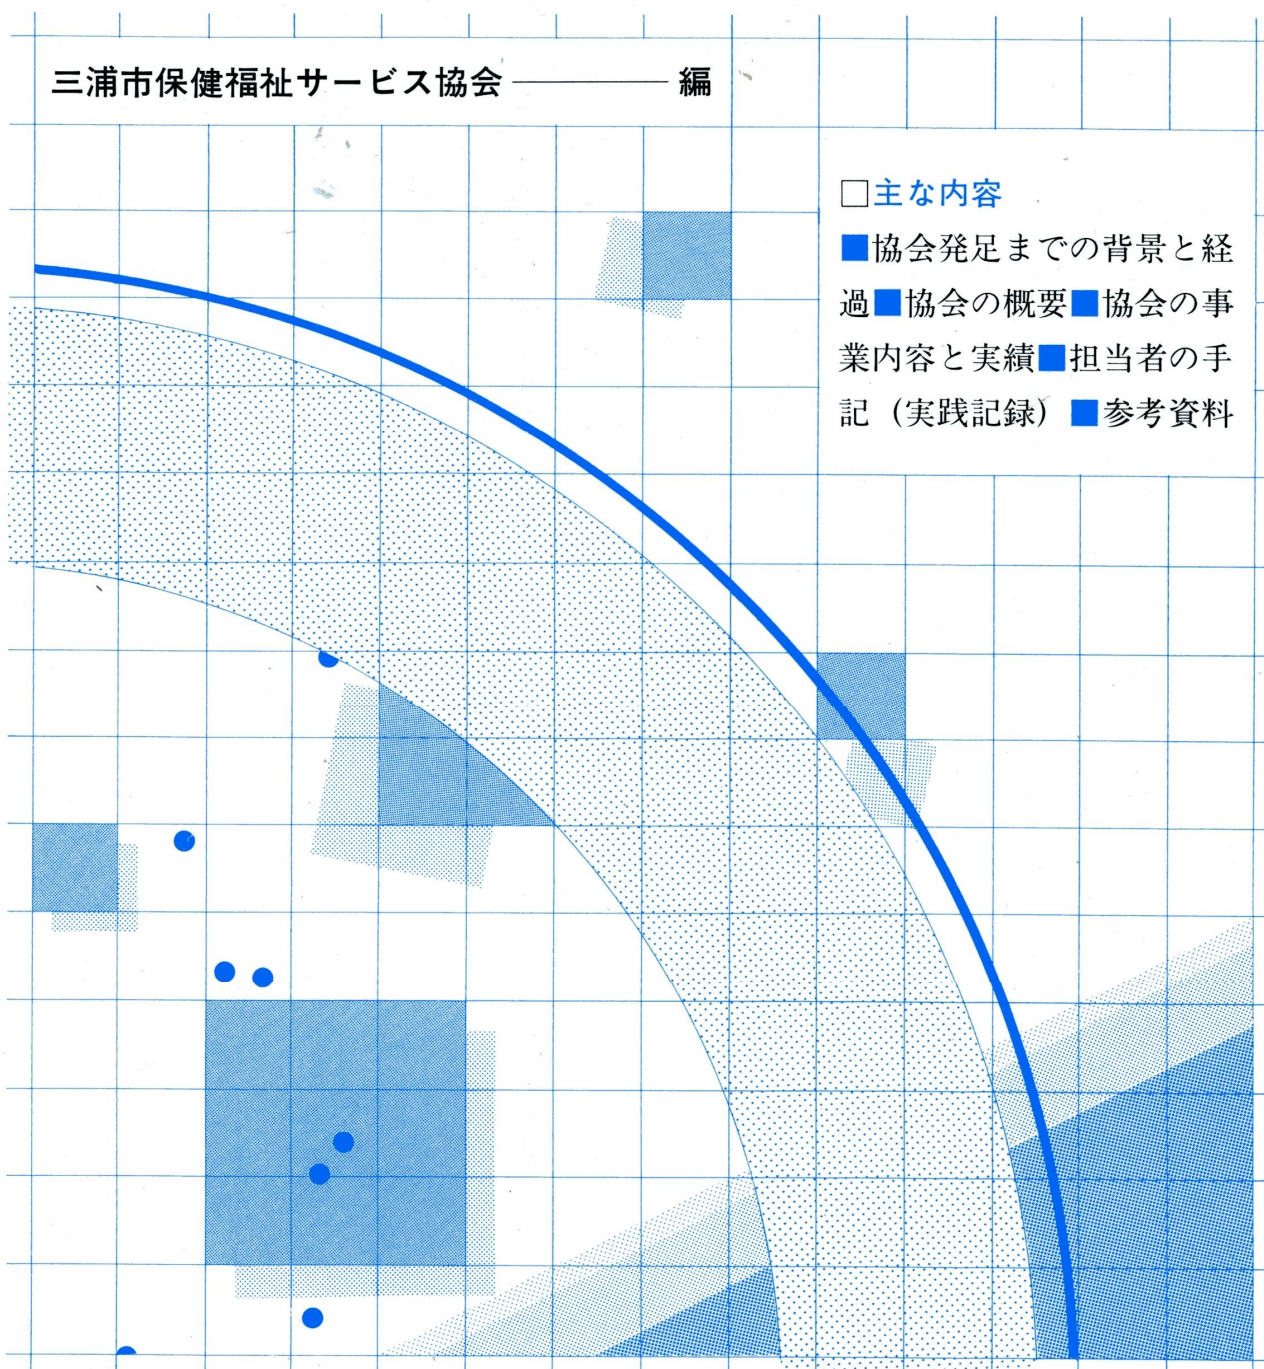 三浦市保健福祉サービス協会――――編
□主な内容
■協会発足までの背景と経
過■協会の概要■協会の事
業内容と実績■担当者の手
記（実践記録）■参考資料